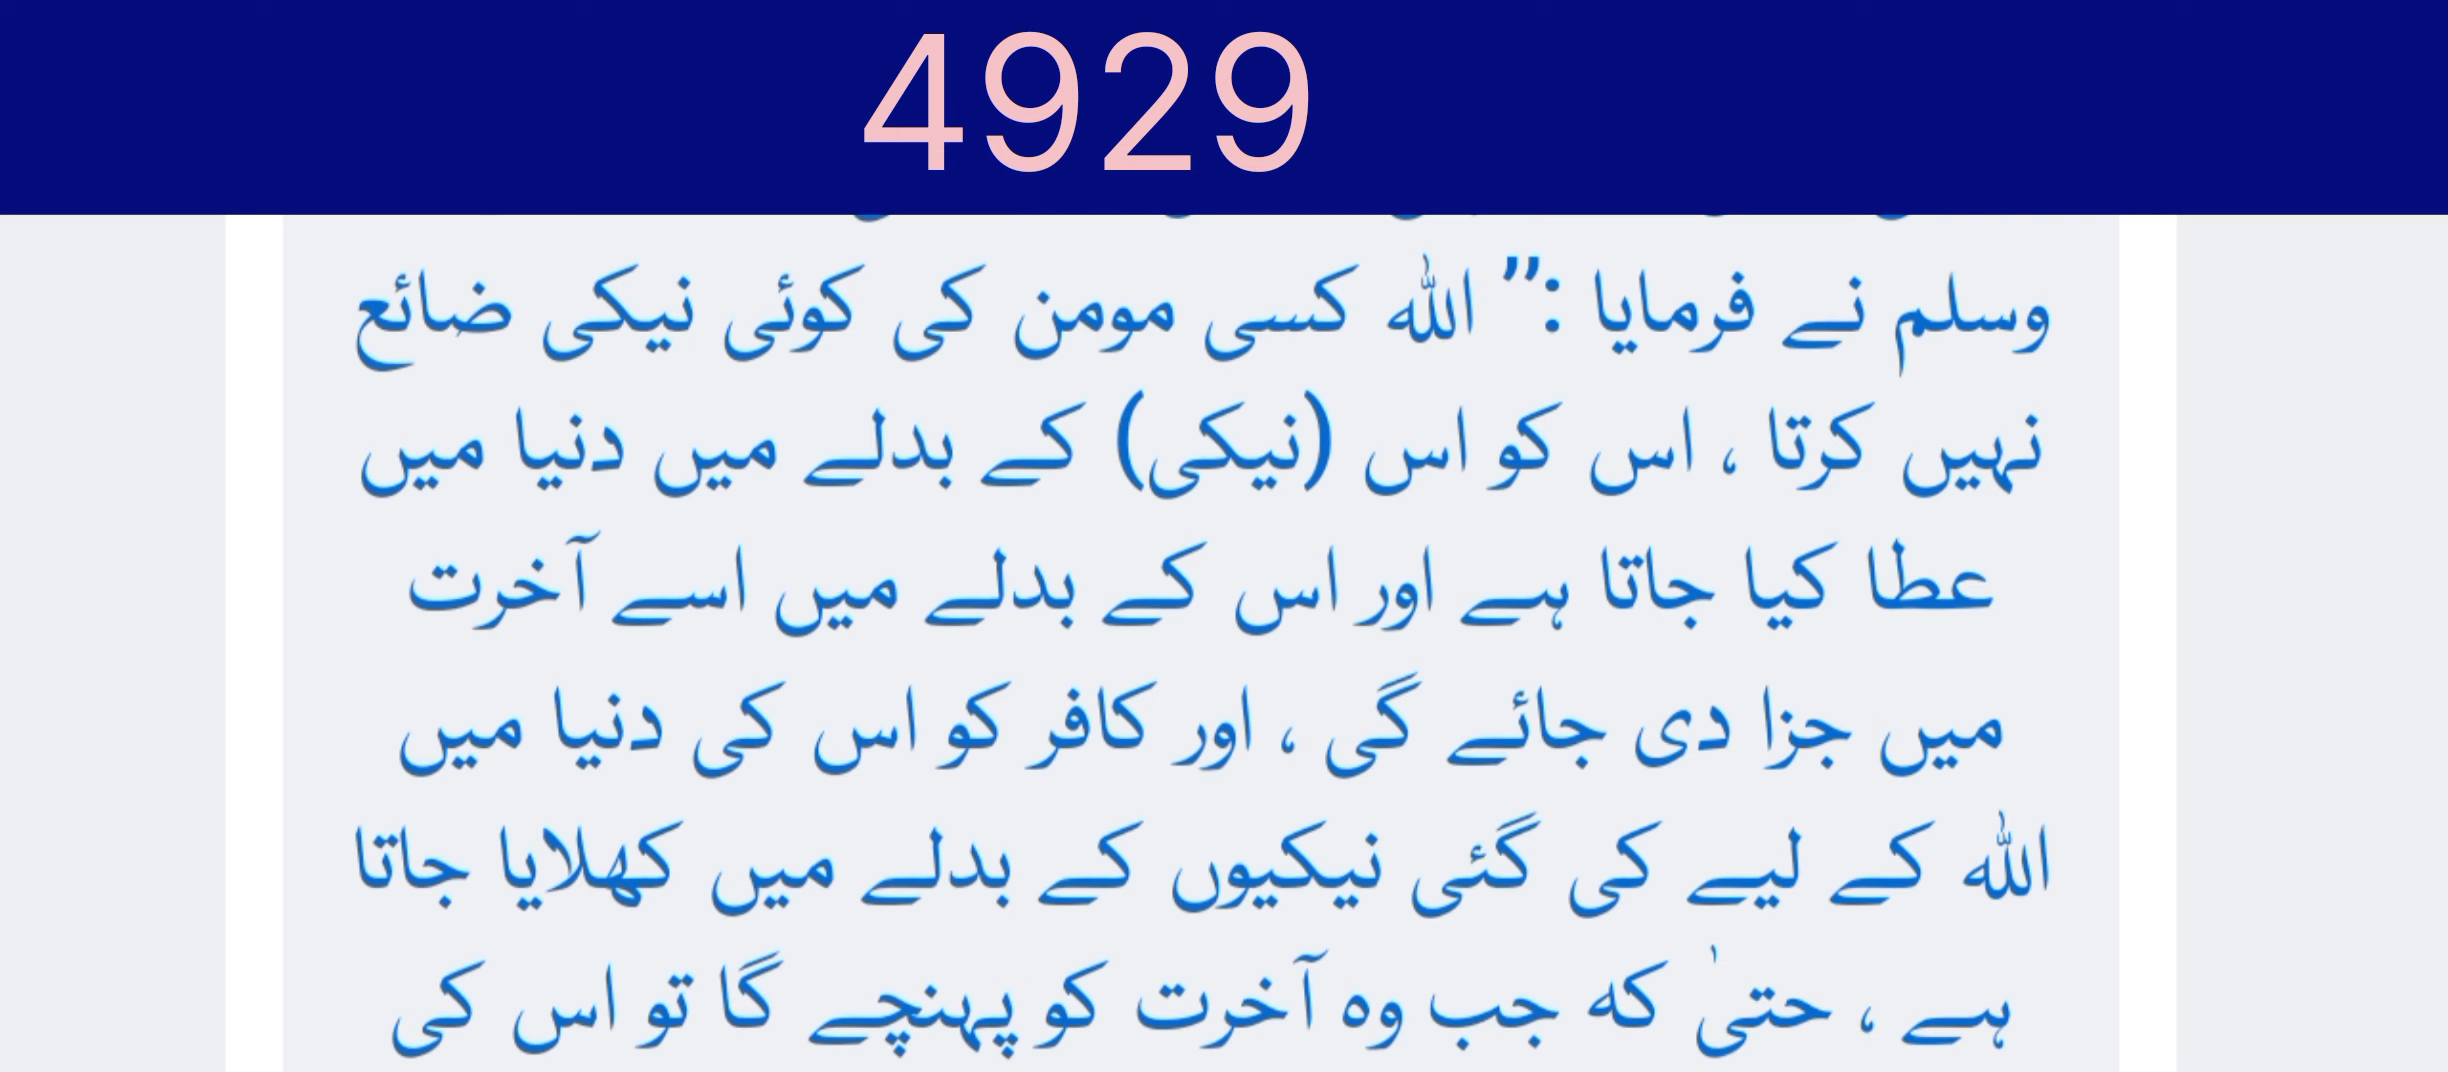 4929
وسلم نے فرمایا :’’ اللہ کسی مومن کی کوئی نیکی ضائع
نہیں کرتا ، اس کو اس (نیکی) کے بدلے میں دنیا میں
عطا کیا جاتا ہے اور اس کے بدلے میں اسے آخرت
میں جزا دی جائے گی ، اور کافر کو اس کی دنیا میں
اللہ کے لیے کی گئی نیکیوں کے بدلے میں کھلایا جاتا
ہے ، حتیٰ کہ جب وہ آخرت کو پہنچے گا تو اس کی